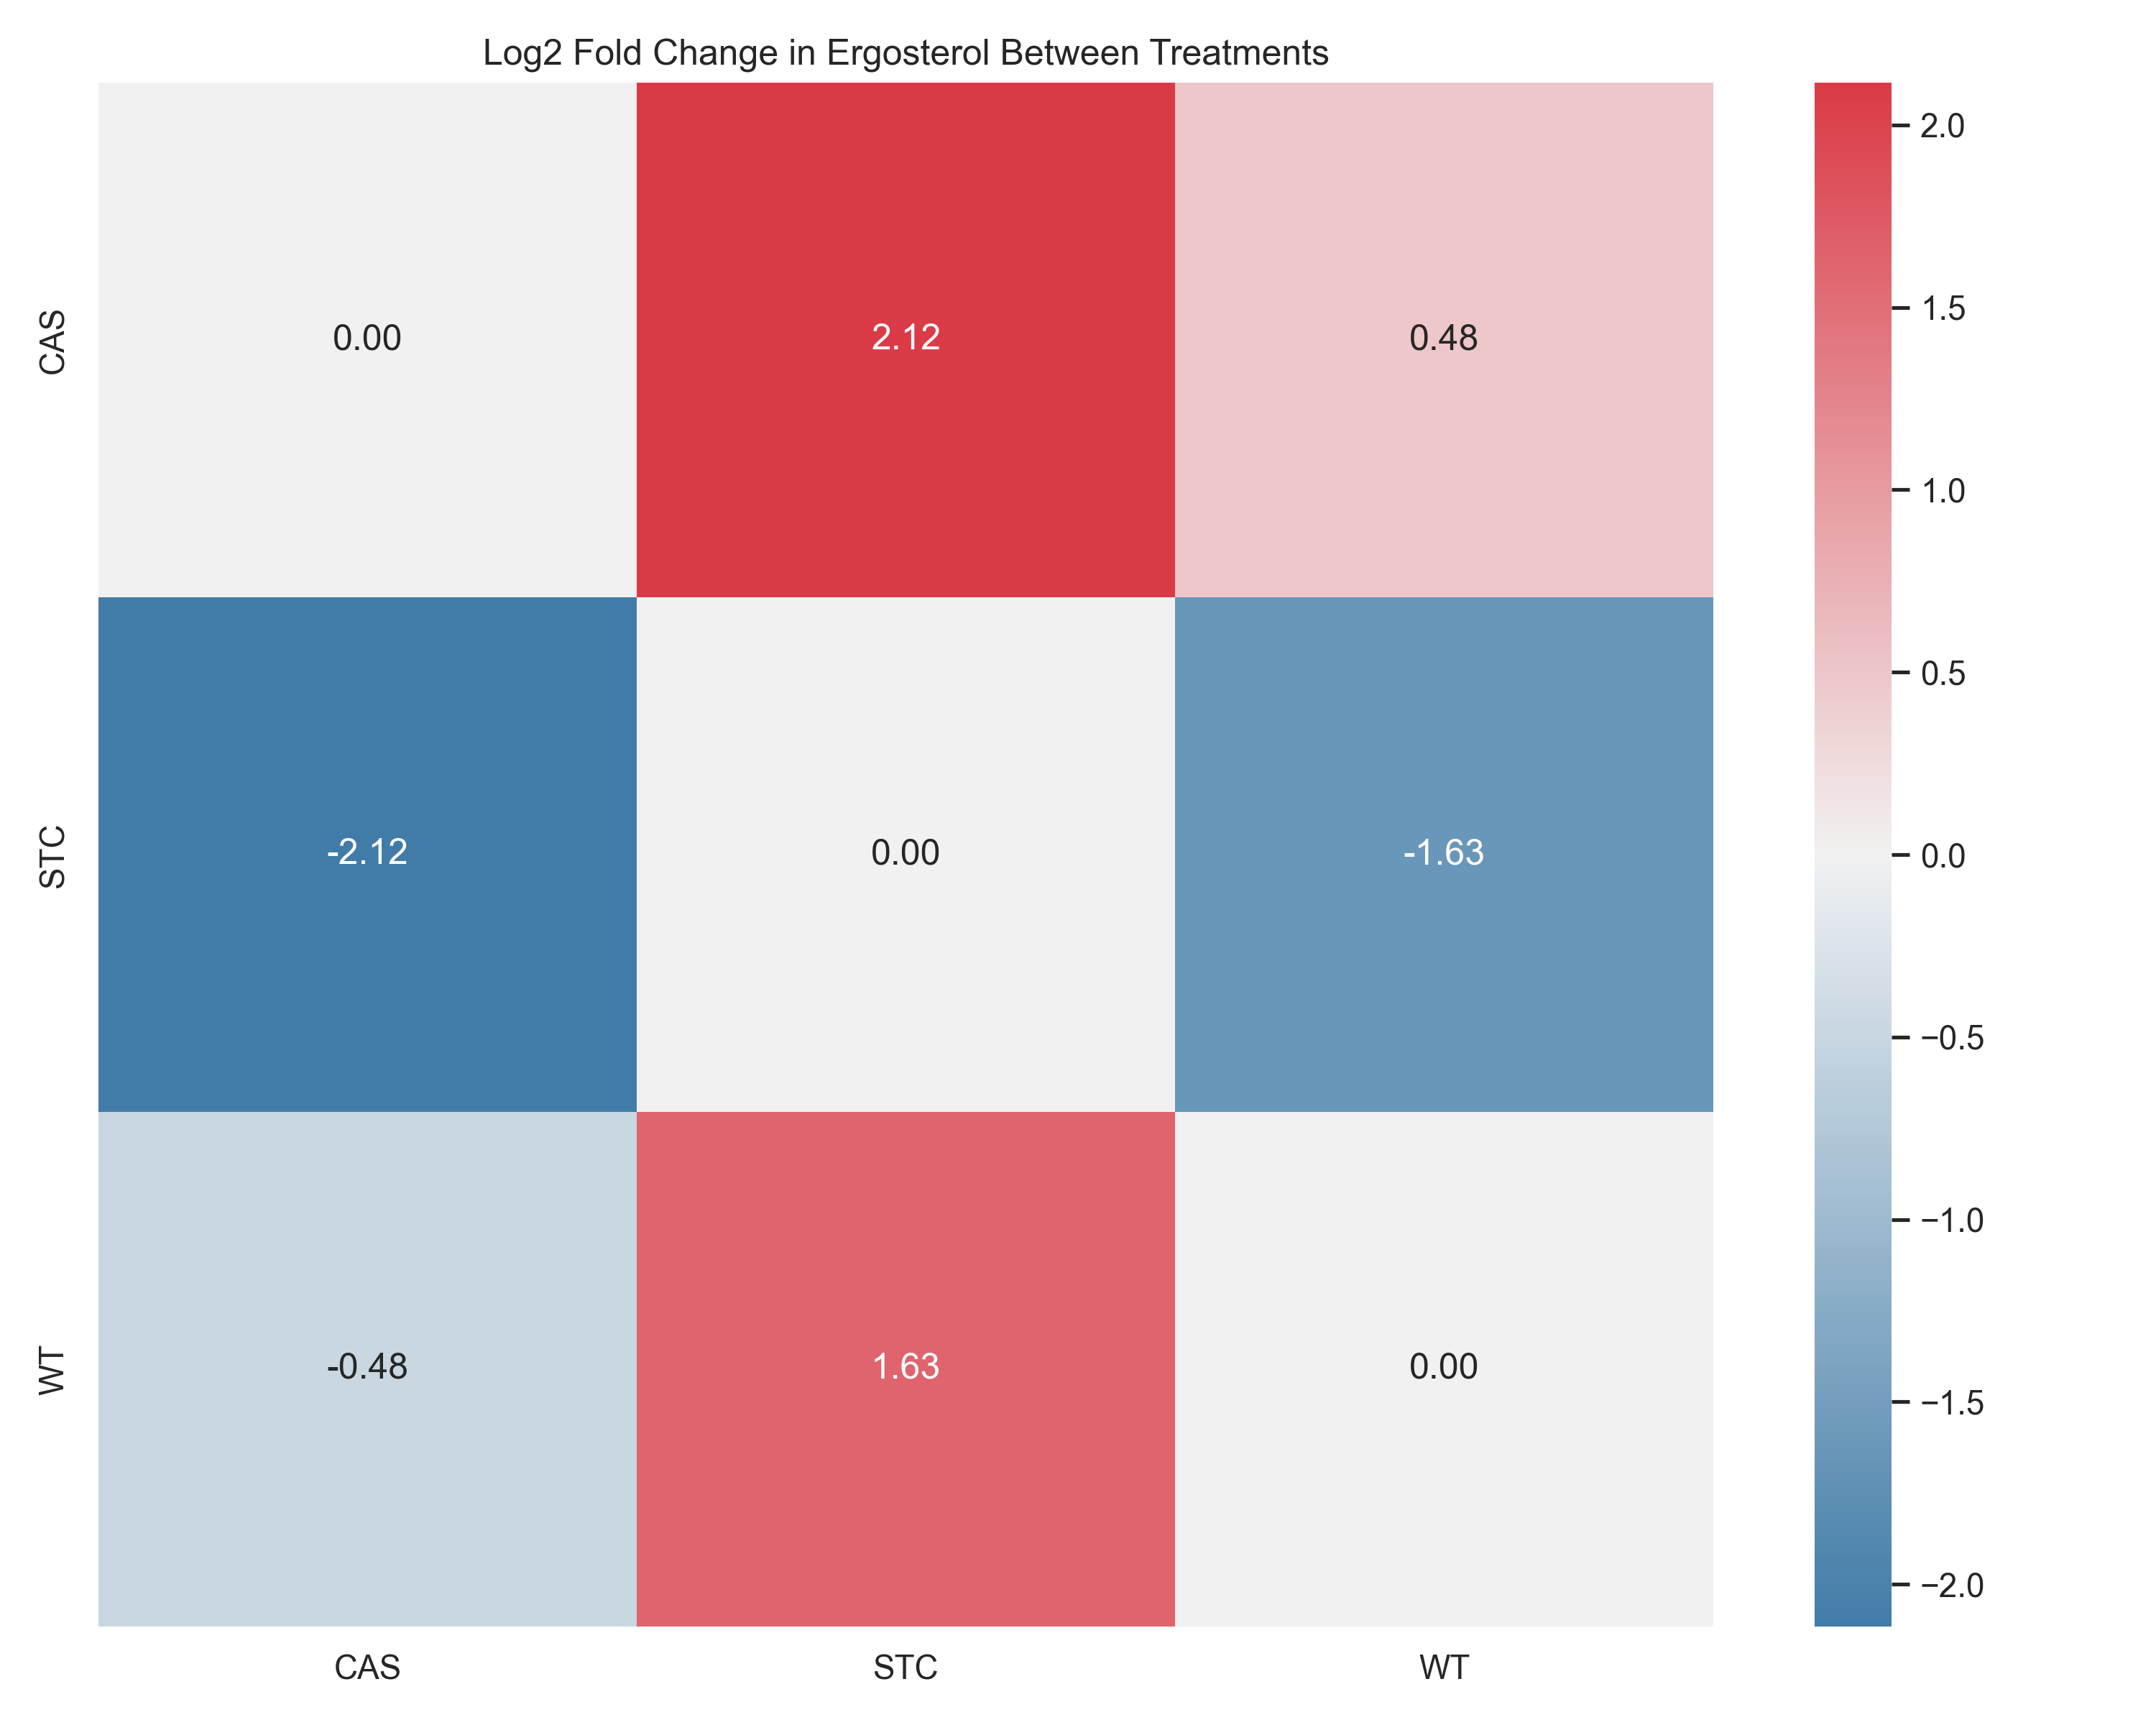 Log2 Fold Change in Ergosterol Between Treatments
CAS
0.00
2.12
0.48
STC
-2.12
0.00
-1.63
WT
-0.48
1.63
0.00
CAS
STC
WT
2.0
1.5
1.0
0.5
0.0
−0.5
−1.0
−1.5
−2.0